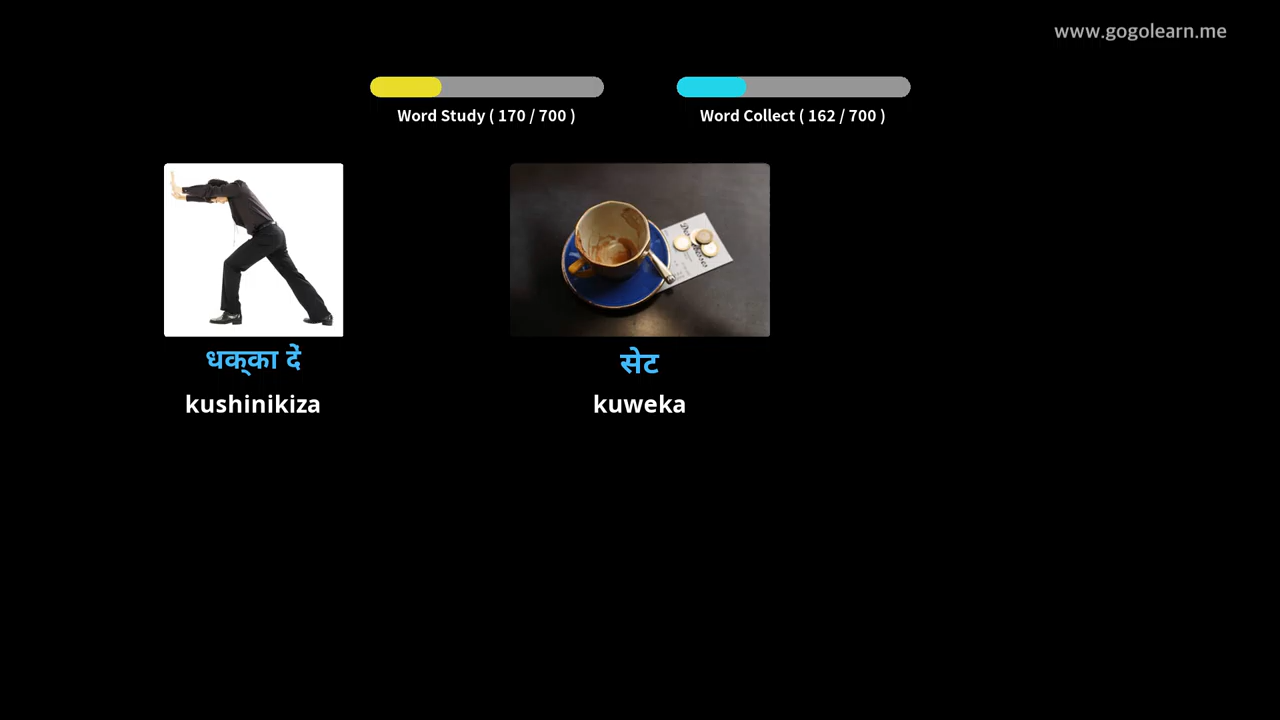 www.gogolearn.me
Word Study ( 170 / 700 )
Word Collect ( 162 / 700 )
धक्का दें
kushinikiza
सेट
kuweka